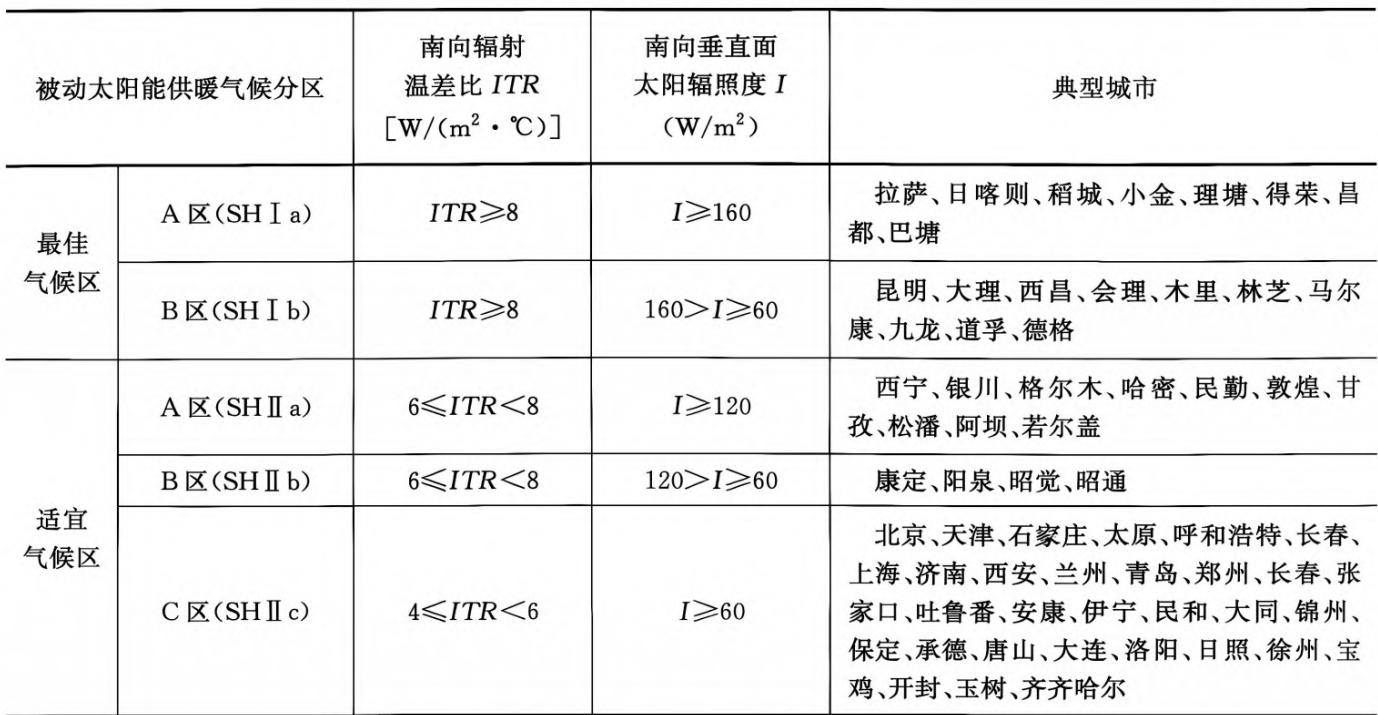 被动太阳能供暖气候分区
南向辐射
温差比 ITR
[W/(m²·℃)]
南向垂直面
太阳辐照度 I
(W/m²)
典型城市
最佳
气候区
A 区(SHⅠa)
ITR≥8
I≥160
拉萨、日喀则、稻城、小金、理塘、得荣、昌
都、巴塘
B 区(SHⅠb)
ITR≥8
160>I≥60
昆明、大理、西昌、会理、木里、林芝、马尔
康、九龙、道孚、德格
适宜
气候区
A 区(SHⅡa)
6≤ITR<8
I≥120
西宁、银川、格尔木、哈密、民勤、敦煌、甘
孜、松潘、阿坝、若尔盖
B 区(SHⅡb)
6≤ITR<8
120>I≥60
康定、阳泉、昭觉、昭通
C 区(SHⅡc)
4≤ITR<6
I≥60
北京、天津、石家庄、太原、呼和浩特、长春、
上海、济南、西安、兰州、青岛、郑州、长春、张
家口、吐鲁番、安康、伊宁、民和、大同、锦州、
保定、承德、唐山、大连、洛阳、日照、徐州、宝
鸡、开封、玉树、齐齐哈尔